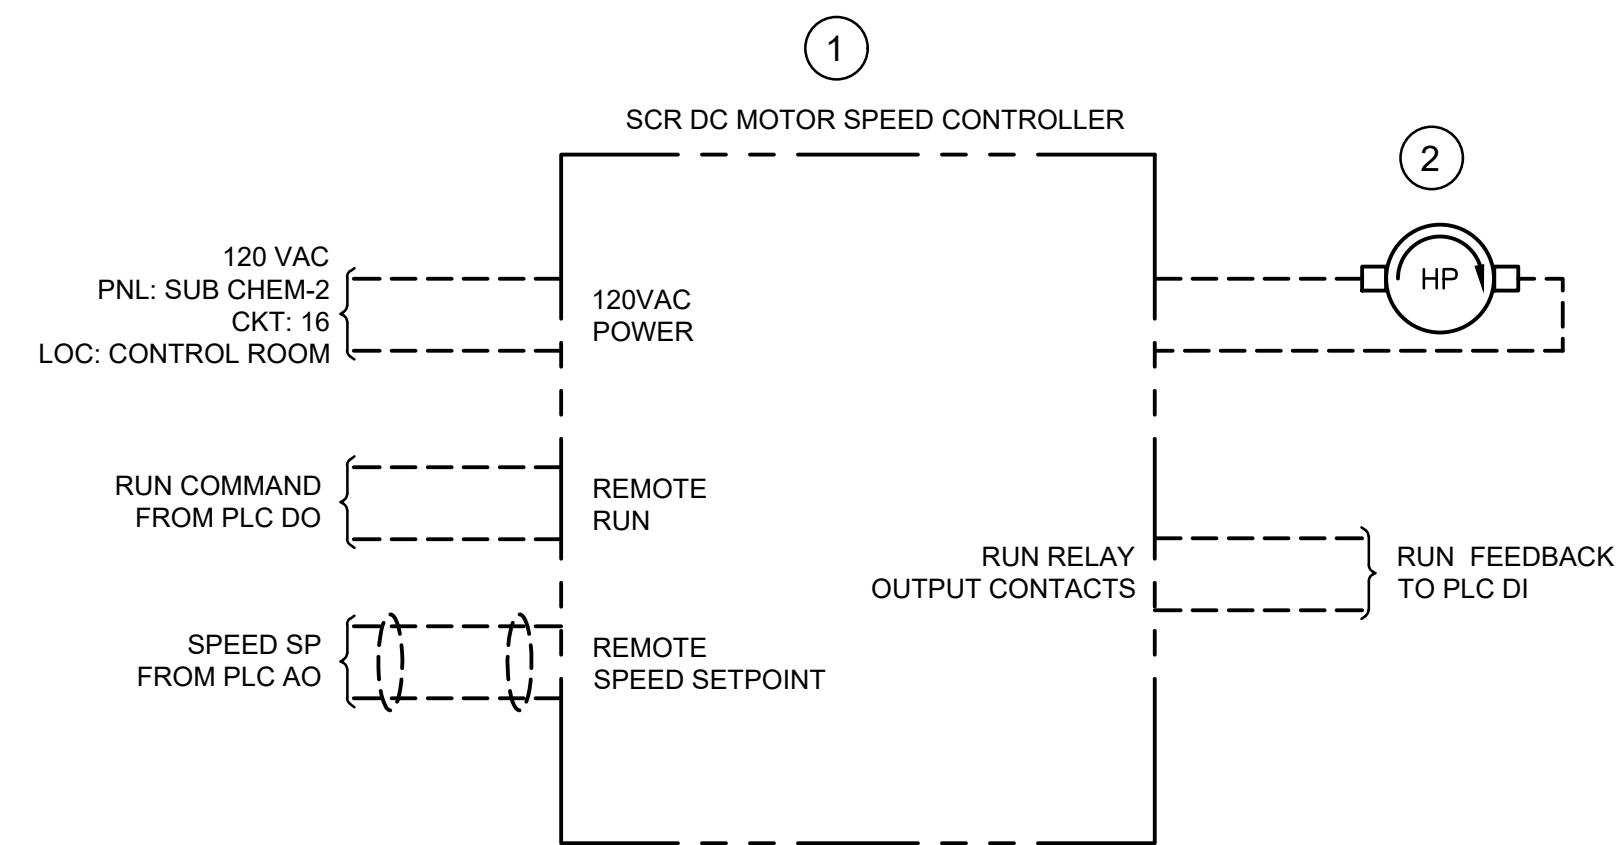 1
SCR DC MOTOR SPEED CONTROLLER
2
120 VAC
PNL: SUB CHEM-2
CKT: 16
LOC: CONTROL ROOM
120VAC
POWER
HP
RUN COMMAND
FROM PLC DO
REMOTE
RUN
RUN RELAY
OUTPUT CONTACTS
RUN FEEDBACK
TO PLC DI
SPEED SP
FROM PLC AO
REMOTE
SPEED SETPOINT